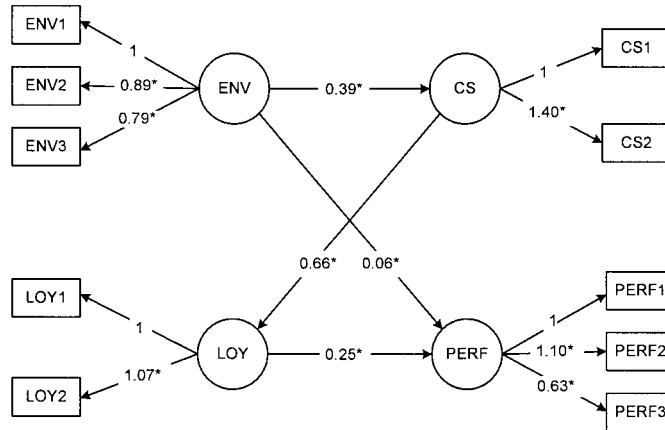 ENV1
1
CS1
1
ENV2
0.89*
ENV
0.39*
CS
0.79*
1.40*
ENV3
CS2
0.66*
0.06*
LOY1
1
PERF1
1
LOY
0.25*
PERF
1.10*
PERF2
1.07*
0.63*
LOY2
PERF3